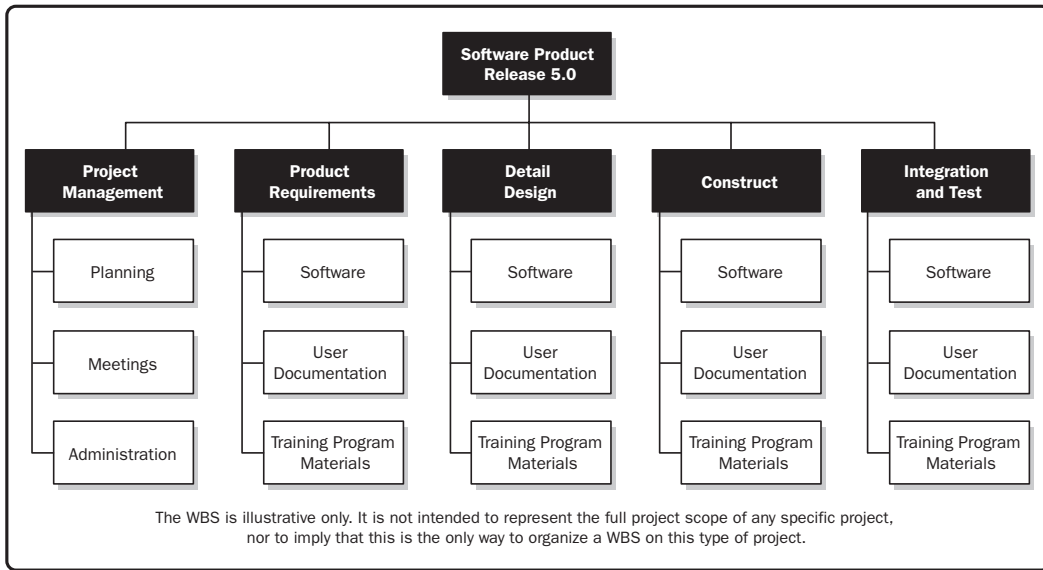 Software Product
Release 5.0
Project
Management
Product
Requirements
Detail
Design
Construct
Integration
and Test
Planning
Software
Software
Software
Software
Meetings
User
Documentation
User
Documentation
User
Documentation
User
Documentation
Administration
Training Program
Materials
Training Program
Materials
Training Program
Materials
Training Program
Materials
The WBS is illustrative only. It is not intended to represent the full project scope of any specific project,
nor to imply that this is the only way to organize a WBS on this type of project.